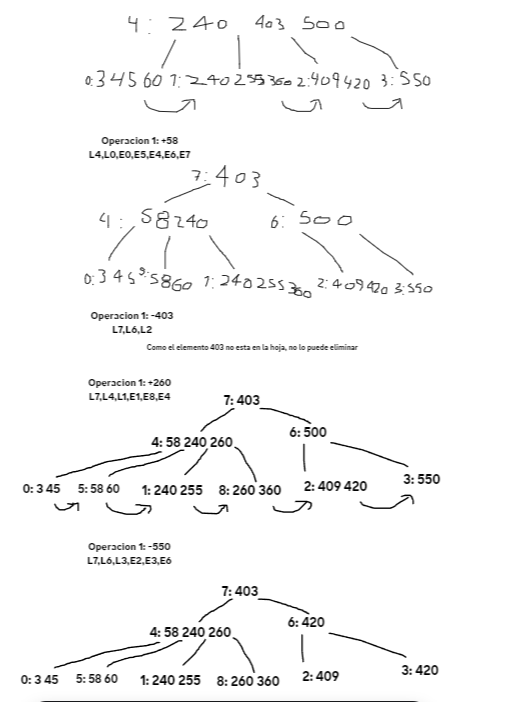 4: 240 403 500
0:3 45 60 1:240 255 360 2:409 420 3:550
Operacion 1: +58
L4,L0,E0,E5,E4,E6,E7
7:403
4: 58 240 6: 500
0:3 45 5:58 60 1:240 255 360 2:409 420 3:550
Operacion 1: -403
L7,L6,L2
Como el elemento 403 no esta en la hoja, no lo puede eliminar
Operacion 1: +260
L7,L4,L1,E1,E8,E4
7: 403
6: 500
4: 58 240 260
3: 550
0: 3 45 5: 58 60 1: 240 255 8: 260 360 2: 409 420
Operacion 1: -550
L7,L6,L3,E2,E3,E6
7: 403
6: 420
4: 58 240 260
0: 3 45 5: 58 60 1: 240 255 8: 260 360 2: 409 3: 420